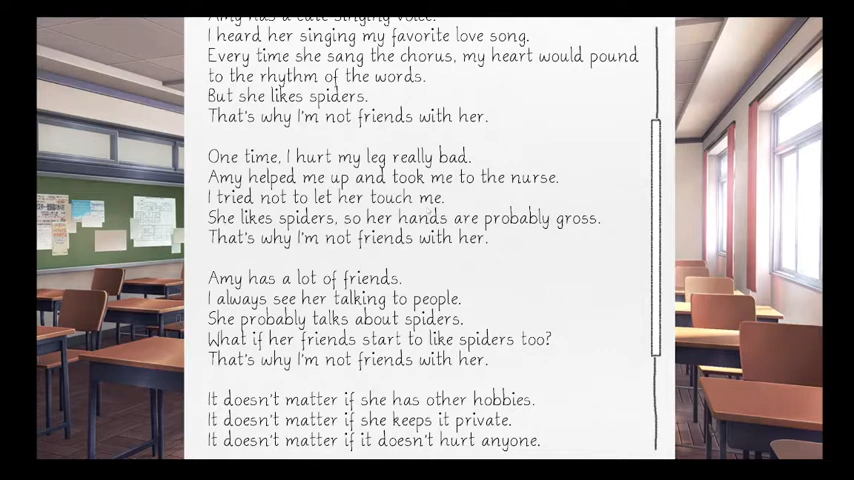 Amy has a cute singing voice.
I heard her singing my favorite love song.
Every time she sang the chorus, my heart would pound
to the rhythm of the words.
But she likes spiders.
That's why I'm not friends with her.
One time, I hurt my leg really bad.
Amy helped me up and took me to the nurse.
I tried not to let her touch me.
She likes spiders, so her hands are probably gross.
That's why I'm not friends with her.
Amy has a lot of friends.
I always see her talking to people.
She probably talks about spiders.
What if her friends start to like spiders too?
That's why I'm not friends with her.
It doesn't matter if she has other hobbies.
It doesn't matter if she keeps it private.
It doesn't matter if it doesn't hurt anyone.